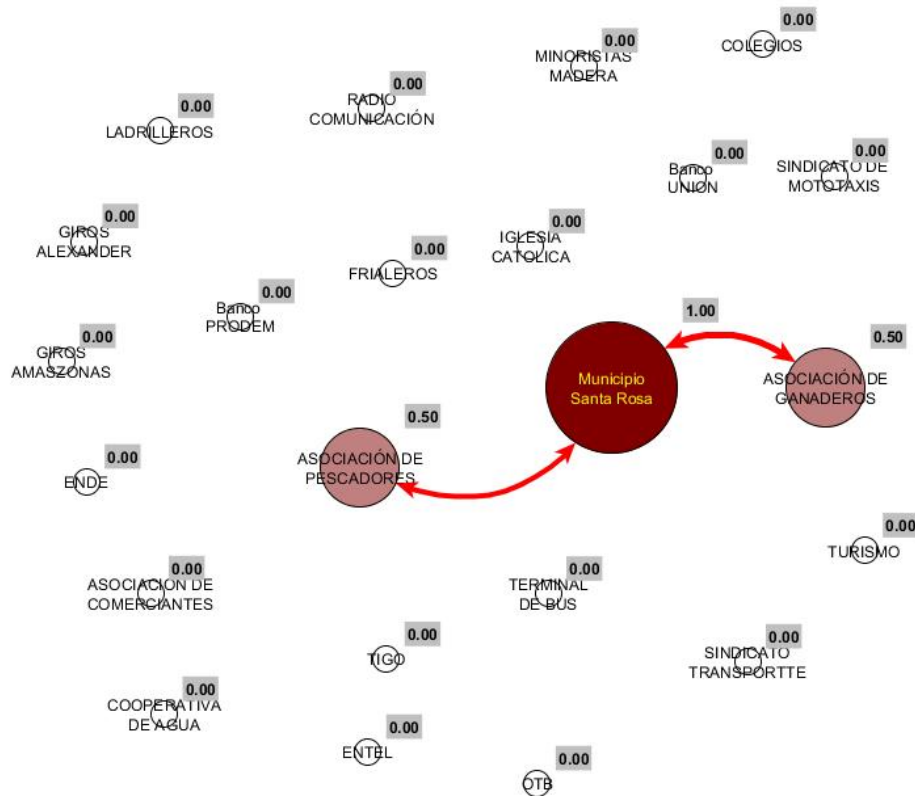 0.00
COLEGIOS
0.00
MINORISTAS
MADERA
0.00
RADIO
COMUNICACIÓN
0.00
LADRILLEROS
0.00
Banco
UNION
0.00
SINDICATO DE
MOTOTAXIS
0.00
GIROS
ALEXANDER
0.00
IGLESIA
CATOLICA
0.00
FRIALEROS
0.00
Banco
PRODEM
0.00
GIROS
AMASZONAS
1.00
Municipio
Santa Rosa
0.50
ASOCIACIÓN DE
GANADEROS
0.50
ASOCIACIÓN DE
PESCADORES
0.00
ENDE
0.00
TURISMO
0.00
ASOCIACIÓN DE
COMERCIANTES
0.00
TERMINAL
DE BUS
0.00
TIGO
0.00
SINDICATO
TRANSPORTTE
0.00
COOPERATIVA
DE AGUA
0.00
ENTEL
0.00
OTB